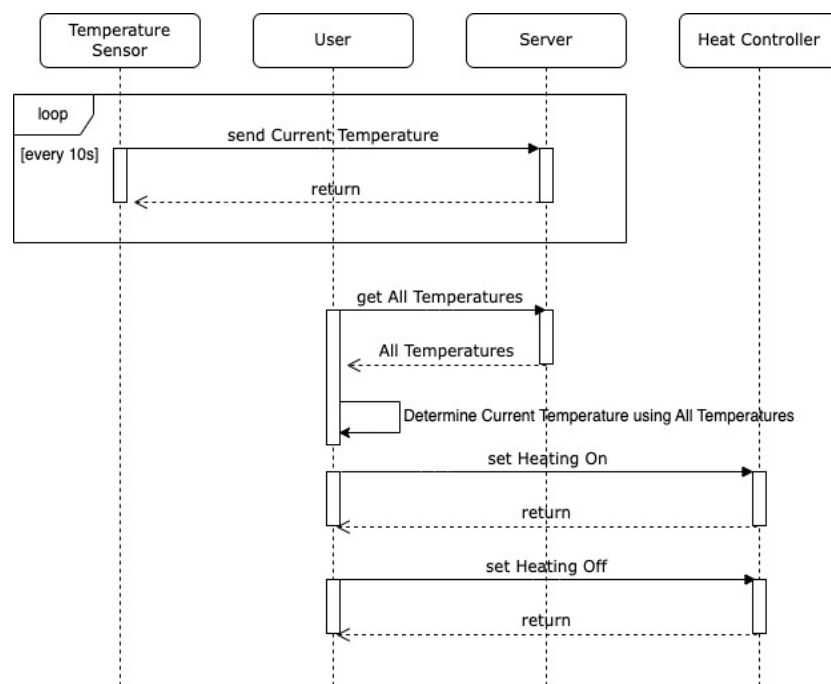 Temperature
Sensor
User
Server
Heat Controller
loop
[every 10s]
send Current Temperature
return
get All Temperatures
All Temperatures
Determine Current Temperature using All Temperatures
set Heating On
return
set Heating Off
return